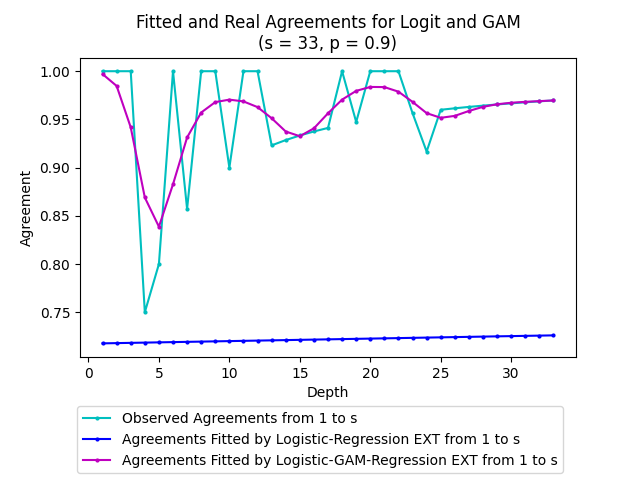 Fitted and Real Agreements for Logit and GAM
(s = 33, p = 0.9)
1.00
0.95
0.90
0.85
0.80
0.75
Agreement
0 5 10 15 20 25 30
Depth
Observed Agreements from 1 to s
Agreements Fitted by Logistic-Regression EXT from 1 to s
Agreements Fitted by Logistic-GAM-Regression EXT from 1 to s